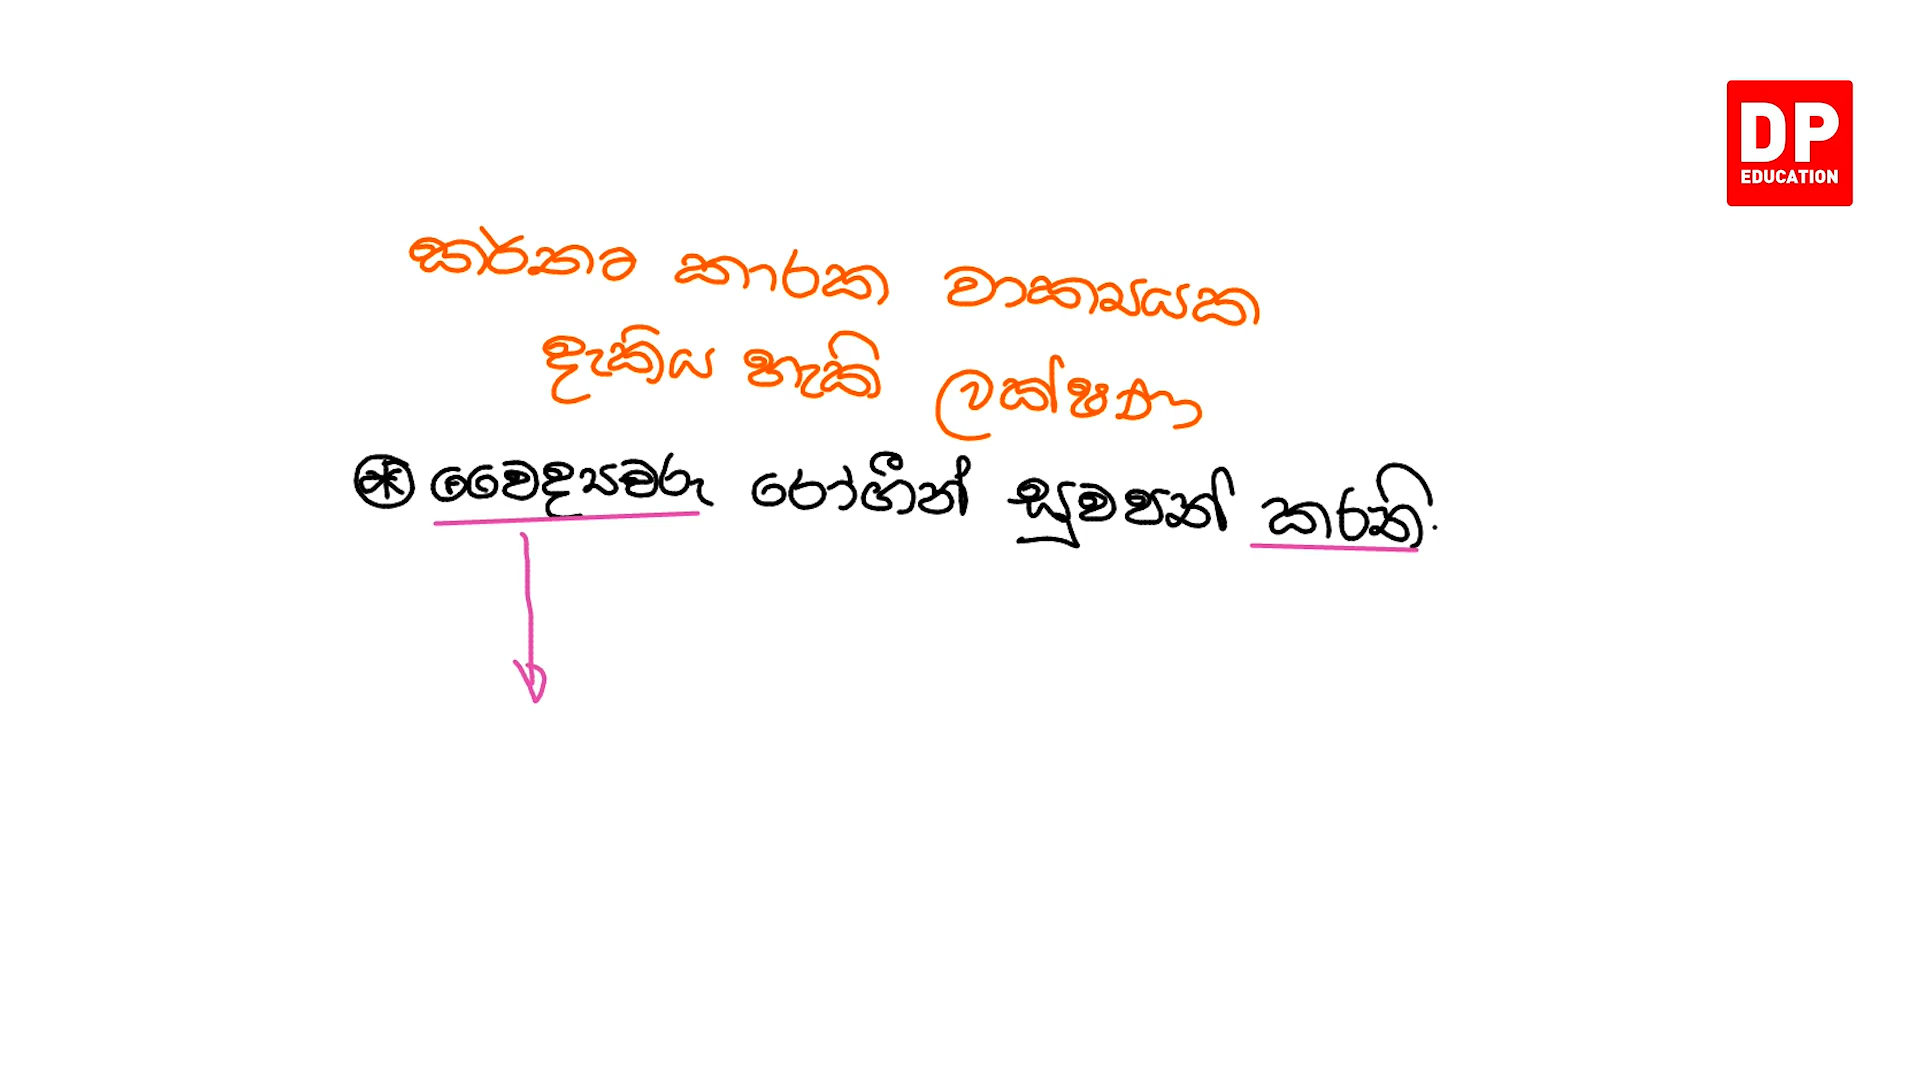 DP
EDUCATION
කර්තෘ කාරක වාක්‍යයක
දැකිය හැකි ලක්ෂණ
වෛද්‍යවරු රෝගීන් සුවපත් කරති.